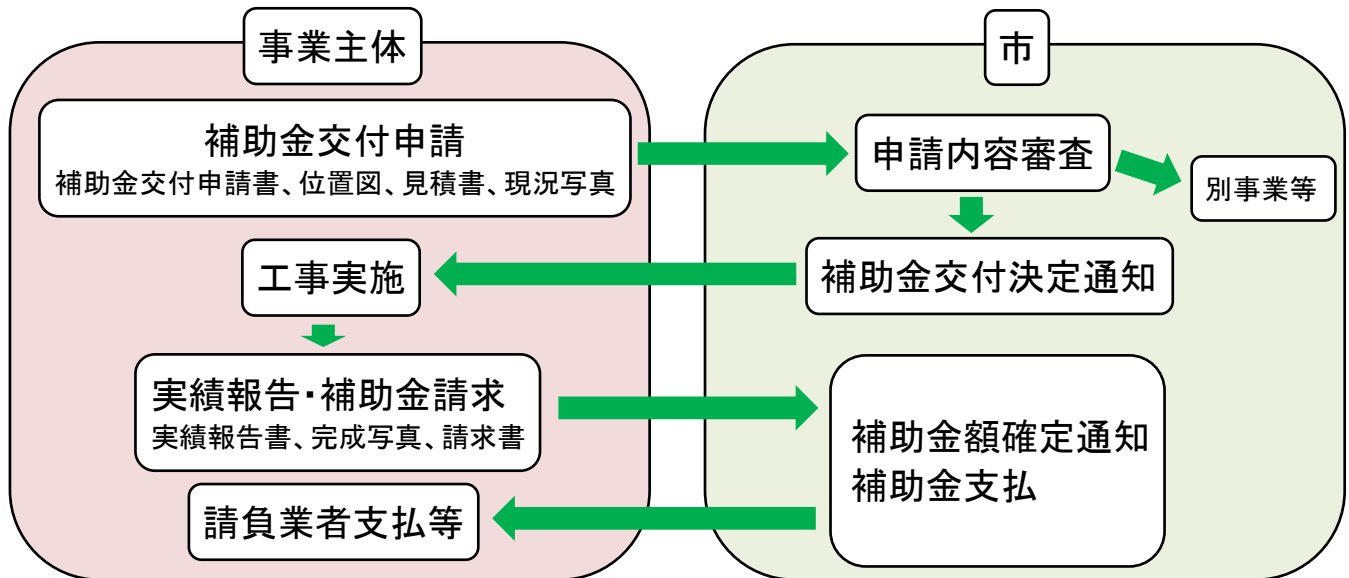 事業主体
市
補助金交付申請
補助金交付申請書、位置図、見積書、現況写真
申請内容審査
別事業等
補助金交付決定通知
工事実施
実績報告・補助金請求
実績報告書、完成写真、請求書
補助金額確定通知
補助金支払
請負業者支払等